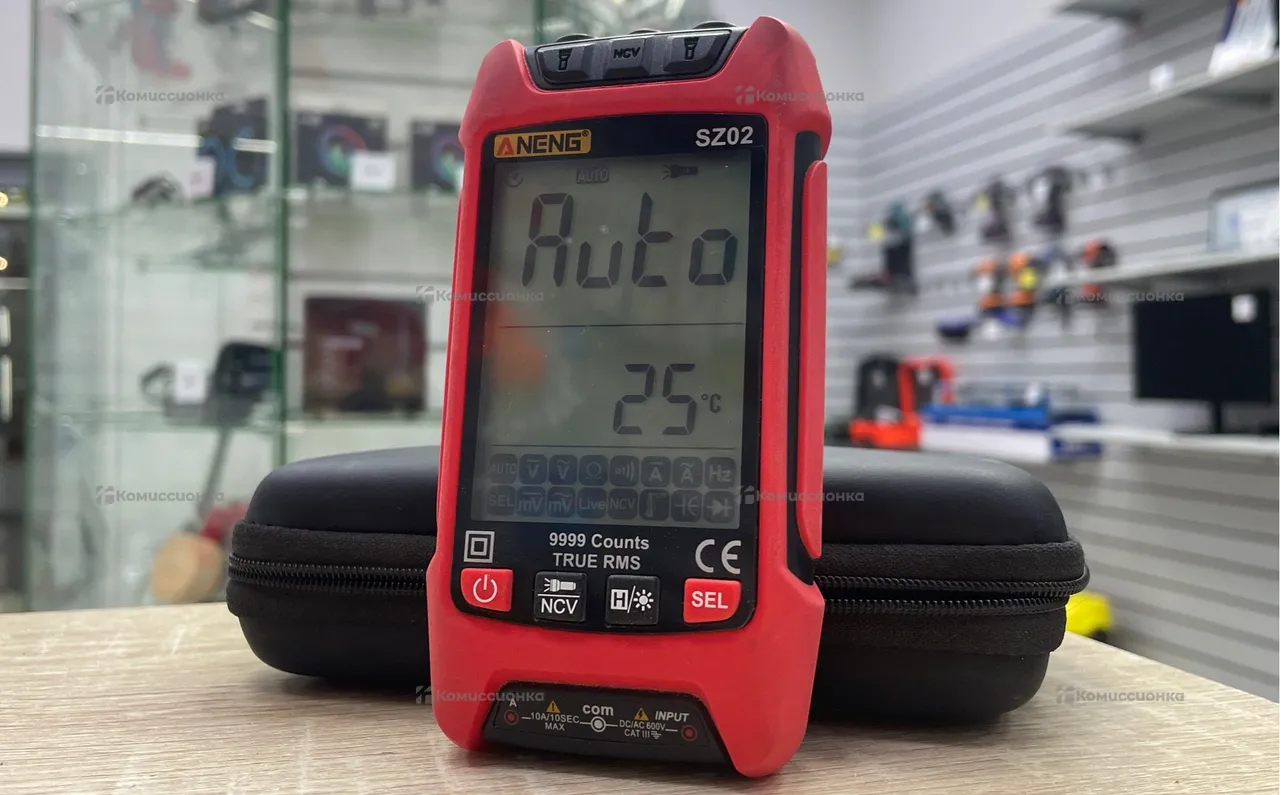 NCV
ANENG®
SZ02
AUTO
Auto
25 °C
AUTO V V Ω A A Hz
SEL mV mV Live NCV
9999 Counts
TRUE RMS
CE
NCV
H/
SEL
A
10A/10SEC
MAX
com
INPUT
DC/AC 600V
CAT III
Комиссионка
Комиссионка
Комиссионка
Комиссионка
Комиссионка
Комиссионка
Комиссионка
Комиссионка